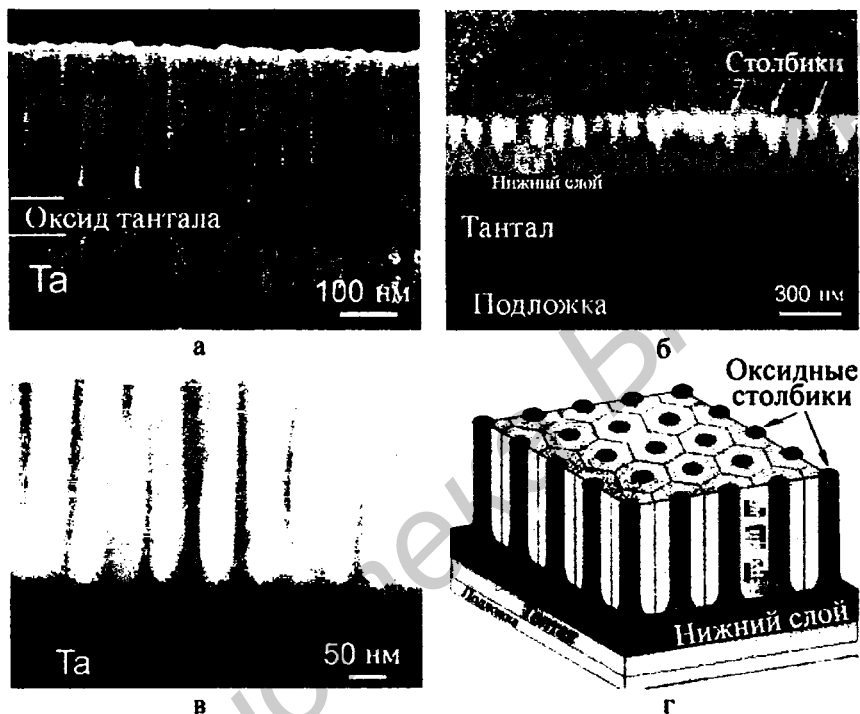 Оксид тантала
Ta
100 нм
а
Столбики
Нижний слой
Тантал
Подложка
300 нм
б
Ta
50 нм
в
Оксидные
столбики
Нижний слой
Подложка
г